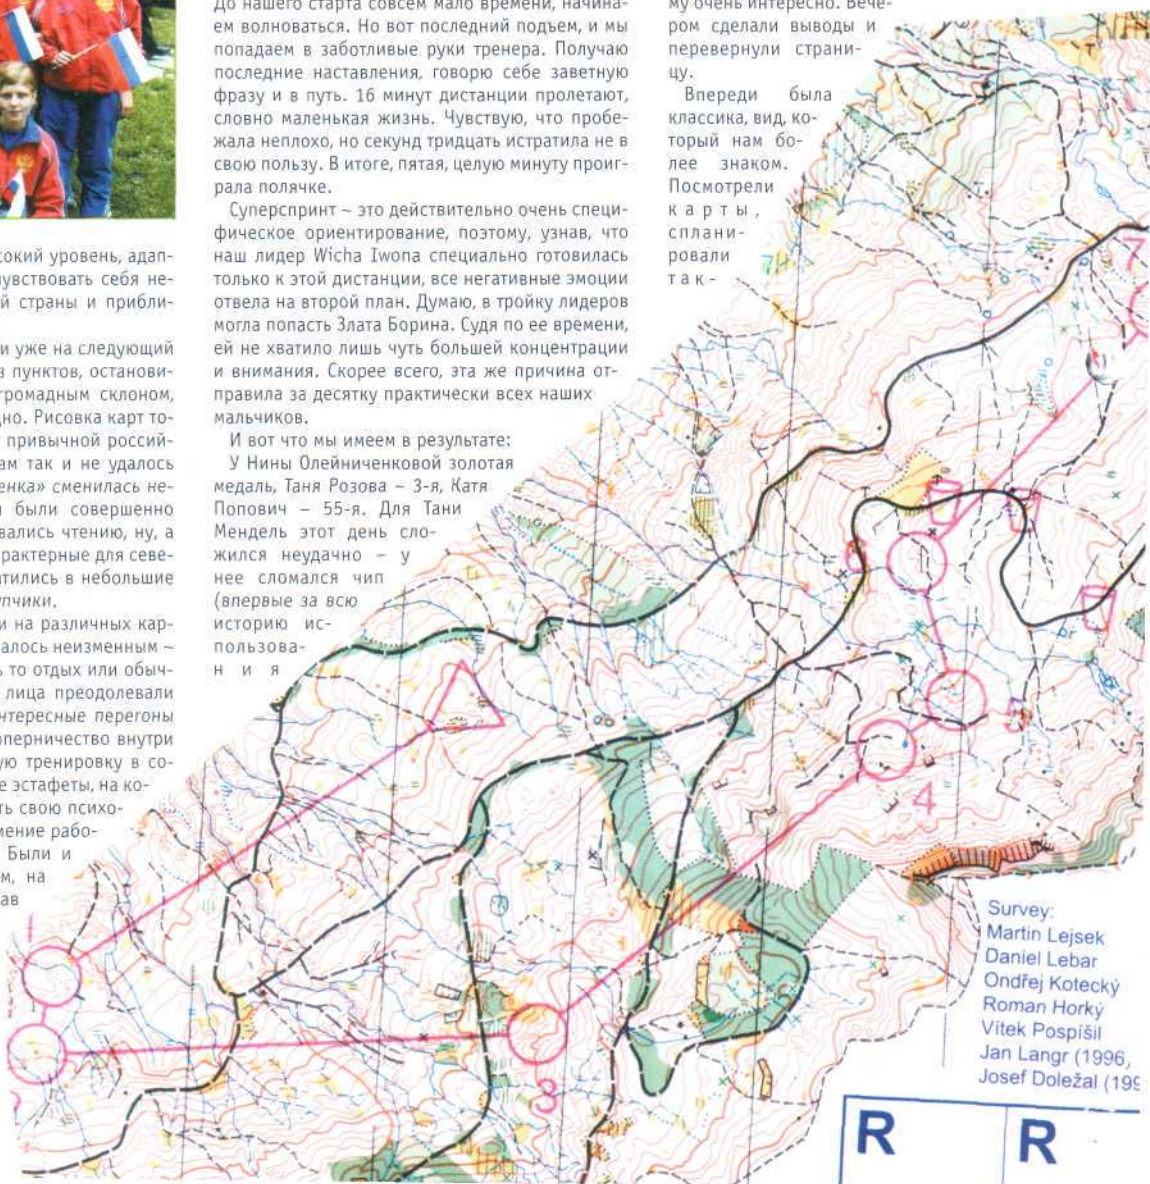 сокий уровень, адап-
чувствовать себя не-
й страны и прибли-
и уже на следующий
з пунктов, останови-
громадным склоном,
дно. Рисовка карт то-
привычной россий-
ам так и не удалось
енка» сменилась не-
и были совершенно
вались чтению, ну, а
рактерные для севе-
атились в небольшие
упчики.
и на различных кар-
алось неизменным –
ь то отдых или обыч-
лица преодолевали
нтересные перегоны
оперничество внутри
ую тренировку в со-
е эстафеты, на ко-
ть свою психо-
мение рабо-
Были и
м, на
ав
До нашего старта совсем мало времени, начина-
ем волноваться. Но вот последний подъем, и мы
попадаем в заботливые руки тренера. Получаю
последние наставления, говорю себе заветную
фразу и в путь. 16 минут дистанции пролетают,
словно маленькая жизнь. Чувствую, что пробе-
жала неплохо, но секунд тридцать истратила не в
свою пользу. В итоге, пятая, целую минуту проиг-
рала полячке.
Суперспринт – это действительно очень специ-
фическое ориентирование, поэтому, узнав, что
наш лидер Wicha Iwona специально готовилась
только к этой дистанции, все негативные эмоции
отвела на второй план. Думаю, в тройку лидеров
могла попасть Злата Борина. Судя по ее времени,
ей не хватило лишь чуть большей концентрации
и внимания. Скорее всего, эта же причина от-
правила за десятку практически всех наших
мальчиков.
И вот что мы имеем в результате:
У Нины Олейниченковой золотая
медаль, Таня Розова – 3-я, Катя
Попович – 55-я. Для Тани
Мендель этот день сло-
жился неудачно – у
нее сломался чип
(впервые за всю
историю ис-
пользова-
ния
му очень интересно. Вече-
ром сделали выводы и
перевернули страни-
цу.
Впереди была
классика, вид, ко-
торый нам бо-
лее знаком.
Посмотрели
карты,
сплани-
ровали
так-
7
6
5
4
3
Survey:
Martin Lejsek
Daniel Lebar
Ondřej Kotecký
Roman Horký
Vítek Pospíšil
Jan Langr (1996,
Josef Doležal (199
R R